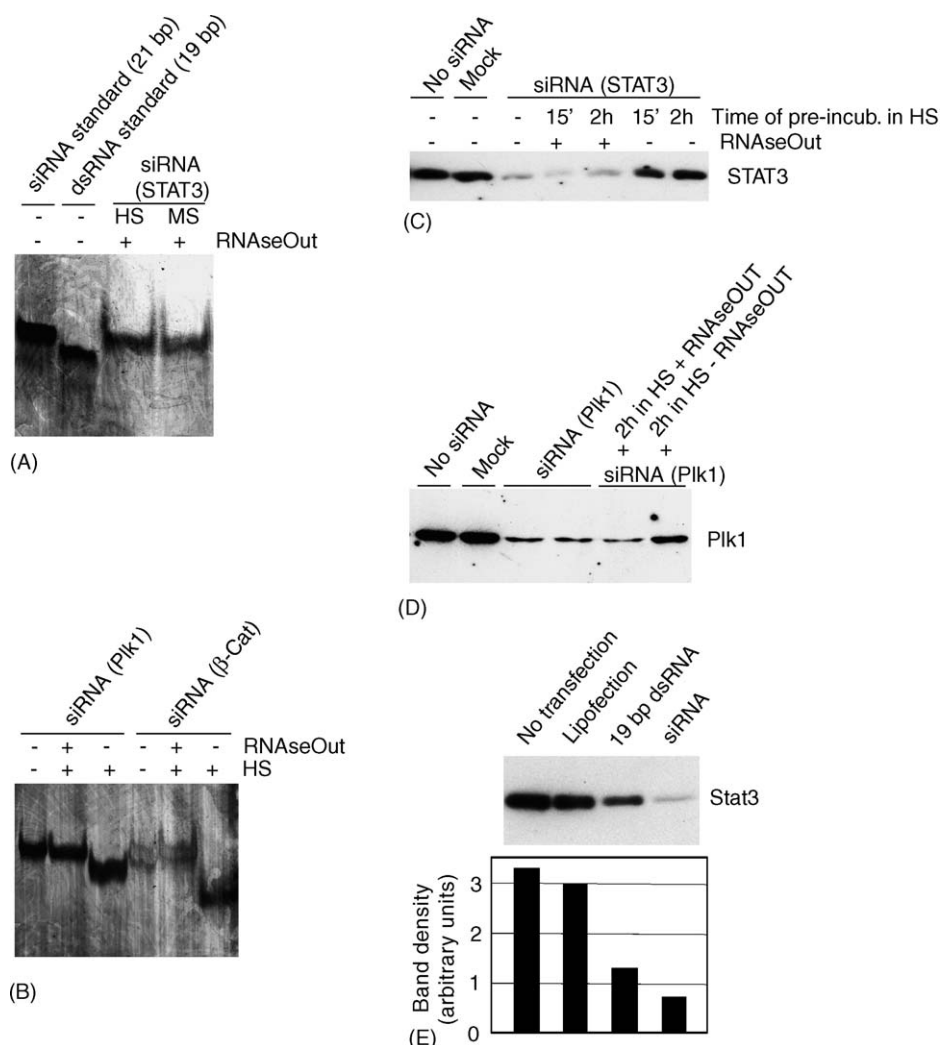 siRNA standard (21 bp)
dsRNA standard (19 bp)
siRNA
(STAT3)
- - HS MS
- - + + RNAseOut
(A)
No siRNA
Mock
siRNA (STAT3)
- - - 15' 2h 15' 2h Time of pre-incub. in HS
- - - + + - - RNAseOut
STAT3
(C)
No siRNA
Mock
siRNA (Plk1)
+ 2h in HS + RNAseOUT
+ 2h in HS - RNAseOUT
siRNA (Plk1)
- - - -
Plk1
(D)
siRNA (Plk1)
siRNA (β-Cat)
- + - - + - RNAseOut
- + + - + + HS
(B)
No transfection
Lipofection
19 bp dsRNA
siRNA
Stat3
Band density
(arbitrary units)
3
2
1
0
(E)